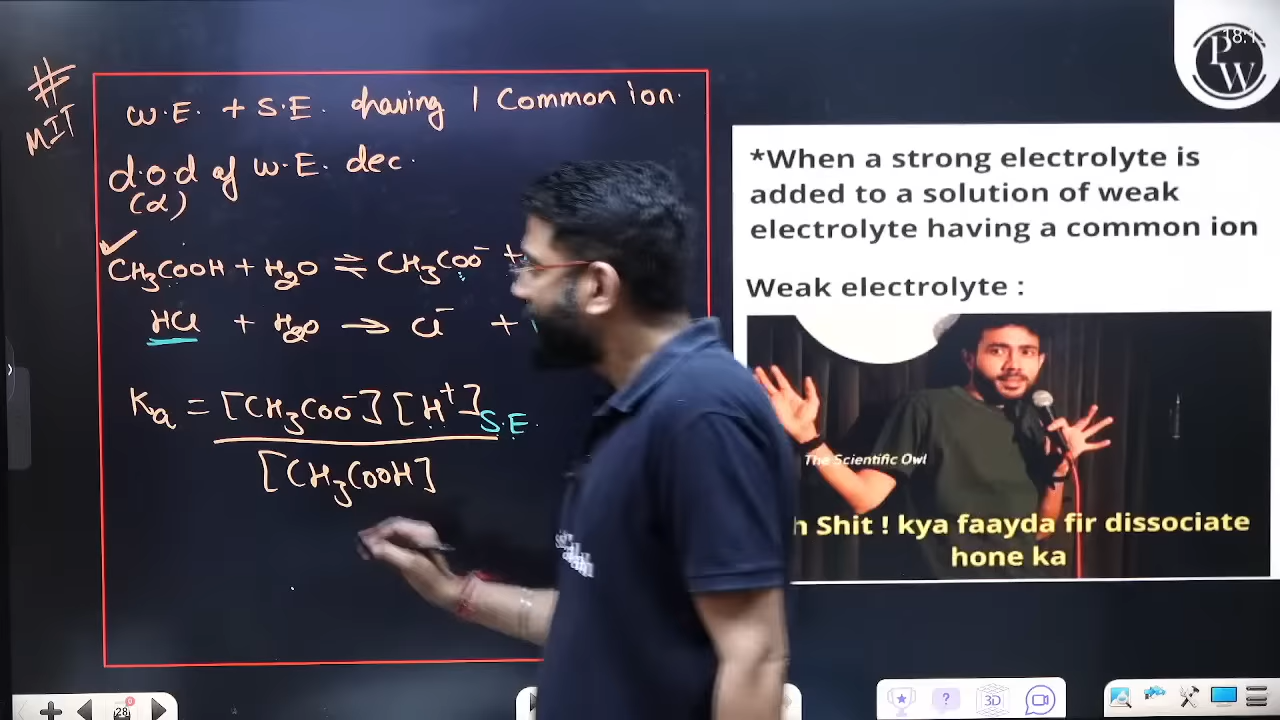 #
MIT
W.E. + S.E. having 1 Common ion.
d.o.d of W.E. dec.
(α)
CH₃COOH + H₂O ⇌ CH₃COO⁻ +
HCl + H₂O → Cl⁻ +
Kₐ = [CH₃COO⁻] [H⁺] S.E.
[CH₃COOH]
PW
*When a strong electrolyte is
added to a solution of weak
electrolyte having a common ion
Weak electrolyte :
The Scientific Owl
Shit ! kya faayda fir dissociate
hone ka
28
3D